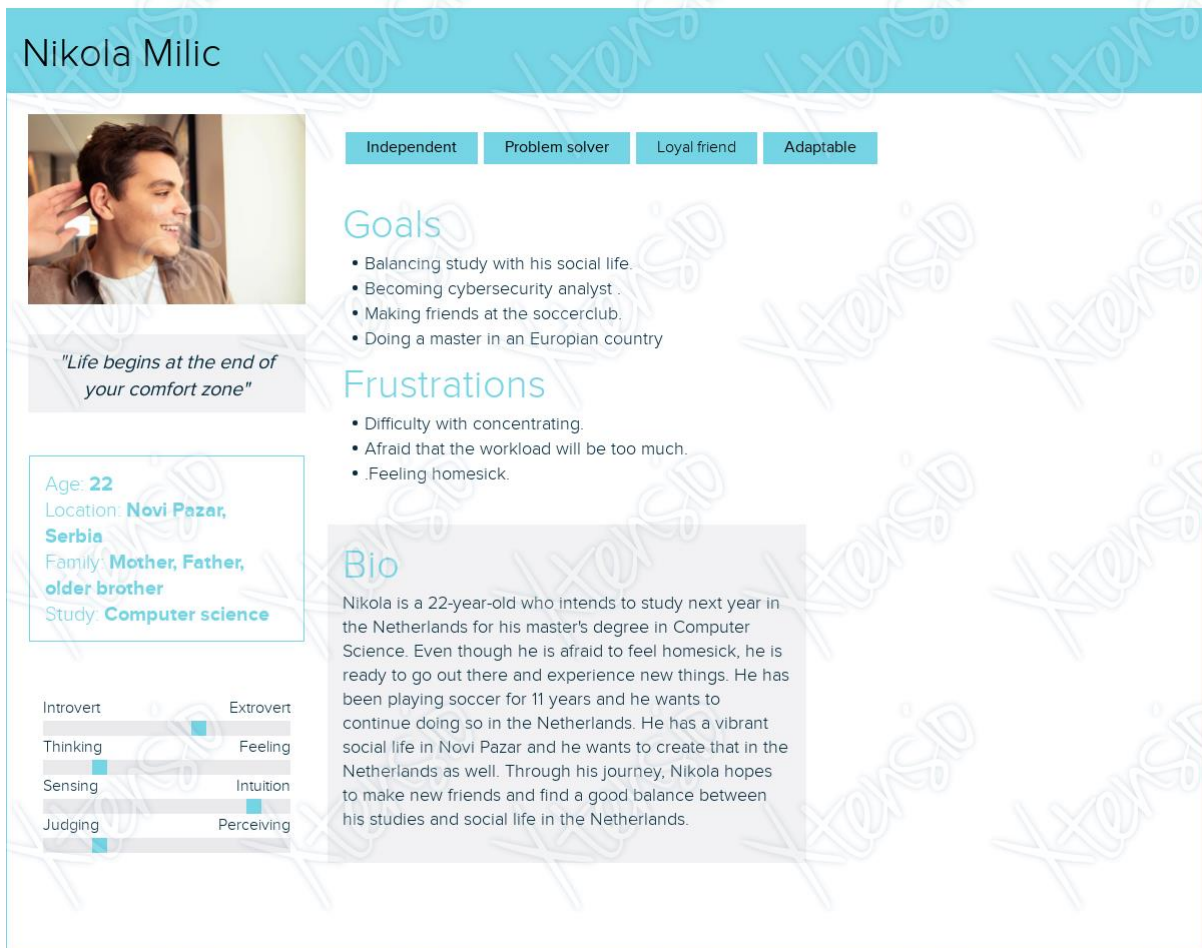 Nikola Milic
Independent
Problem solver
Loyal friend
Adaptable
Goals
• Balancing study with his social life.
• Becoming cybersecurity analyst .
• Making friends at the soccerclub.
• Doing a master in an Europian country
"Life begins at the end of
your comfort zone"
Frustrations
• Difficulty with concentrating.
• Afraid that the workload will be too much.
• .Feeling homesick.
Age: 22
Location: Novi Pazar,
Serbia
Family: Mother, Father,
older brother
Study: Computer science
Bio
Nikola is a 22-year-old who intends to study next year in
the Netherlands for his master's degree in Computer
Science. Even though he is afraid to feel homesick, he is
ready to go out there and experience new things. He has
been playing soccer for 11 years and he wants to
continue doing so in the Netherlands. He has a vibrant
social life in Novi Pazar and he wants to create that in the
Netherlands as well. Through his journey, Nikola hopes
to make new friends and find a good balance between
his studies and social life in the Netherlands.
Introvert Extrovert
Thinking Feeling
Sensing Intuition
Judging Perceiving
Xtensio